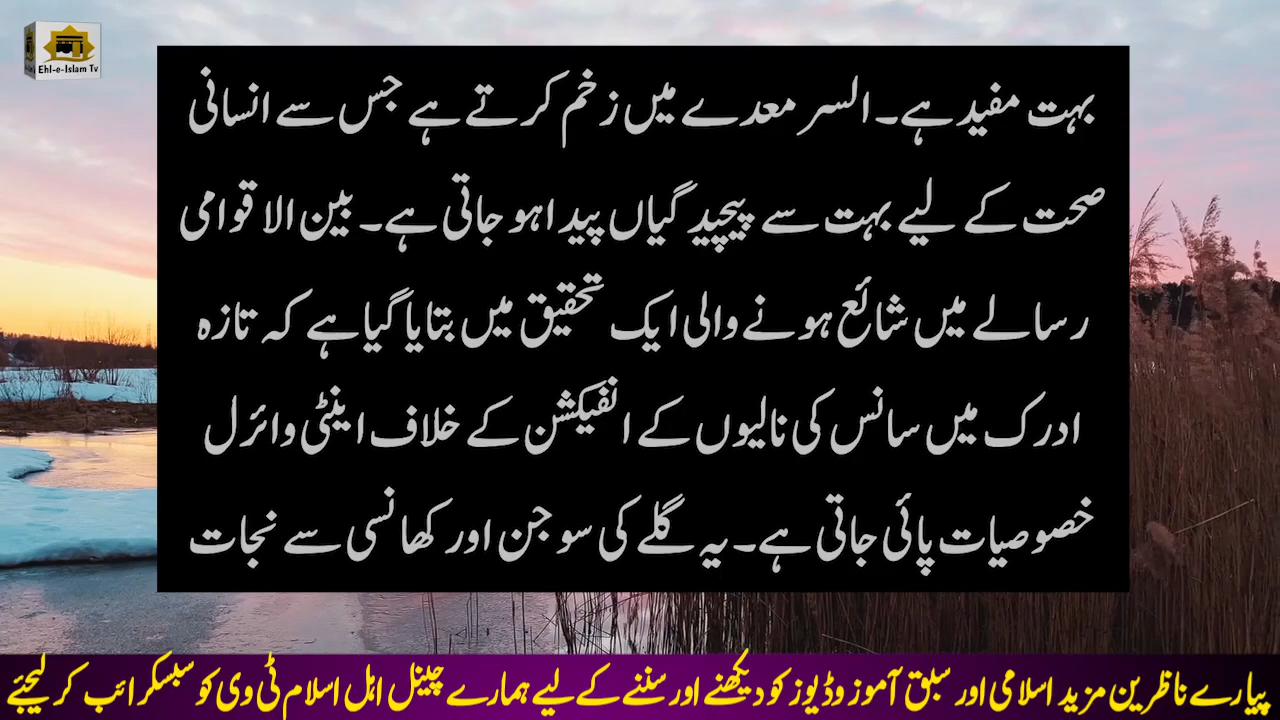 Ehl-e-Islam Tv
بہت مفید ہے۔ السر معدے میں زخم کرتے ہے جس سے انسانی
صحت کے لیے بہت سے پیچیدگیاں پیدا ہو جاتی ہے۔ بین الاقوامی
رسالے میں شائع ہونے والی ایک تحقیق میں بتایا گیا ہے کہ تازہ
ادرک میں سانس کی نالیوں کے انفیکشن کے خلاف اینٹی وائرل
خصوصیات پائی جاتی ہے۔ یہ گلے کی سوجن اور کھانسی سے نجات
پیارے ناظرین مزید اسلامی اور سبق آموز وڈیوز کو دیکھنے اور سننے کے لیے ہمارے چینل اہل اسلام ٹی وی کو سبسکرائب کر لیجئے